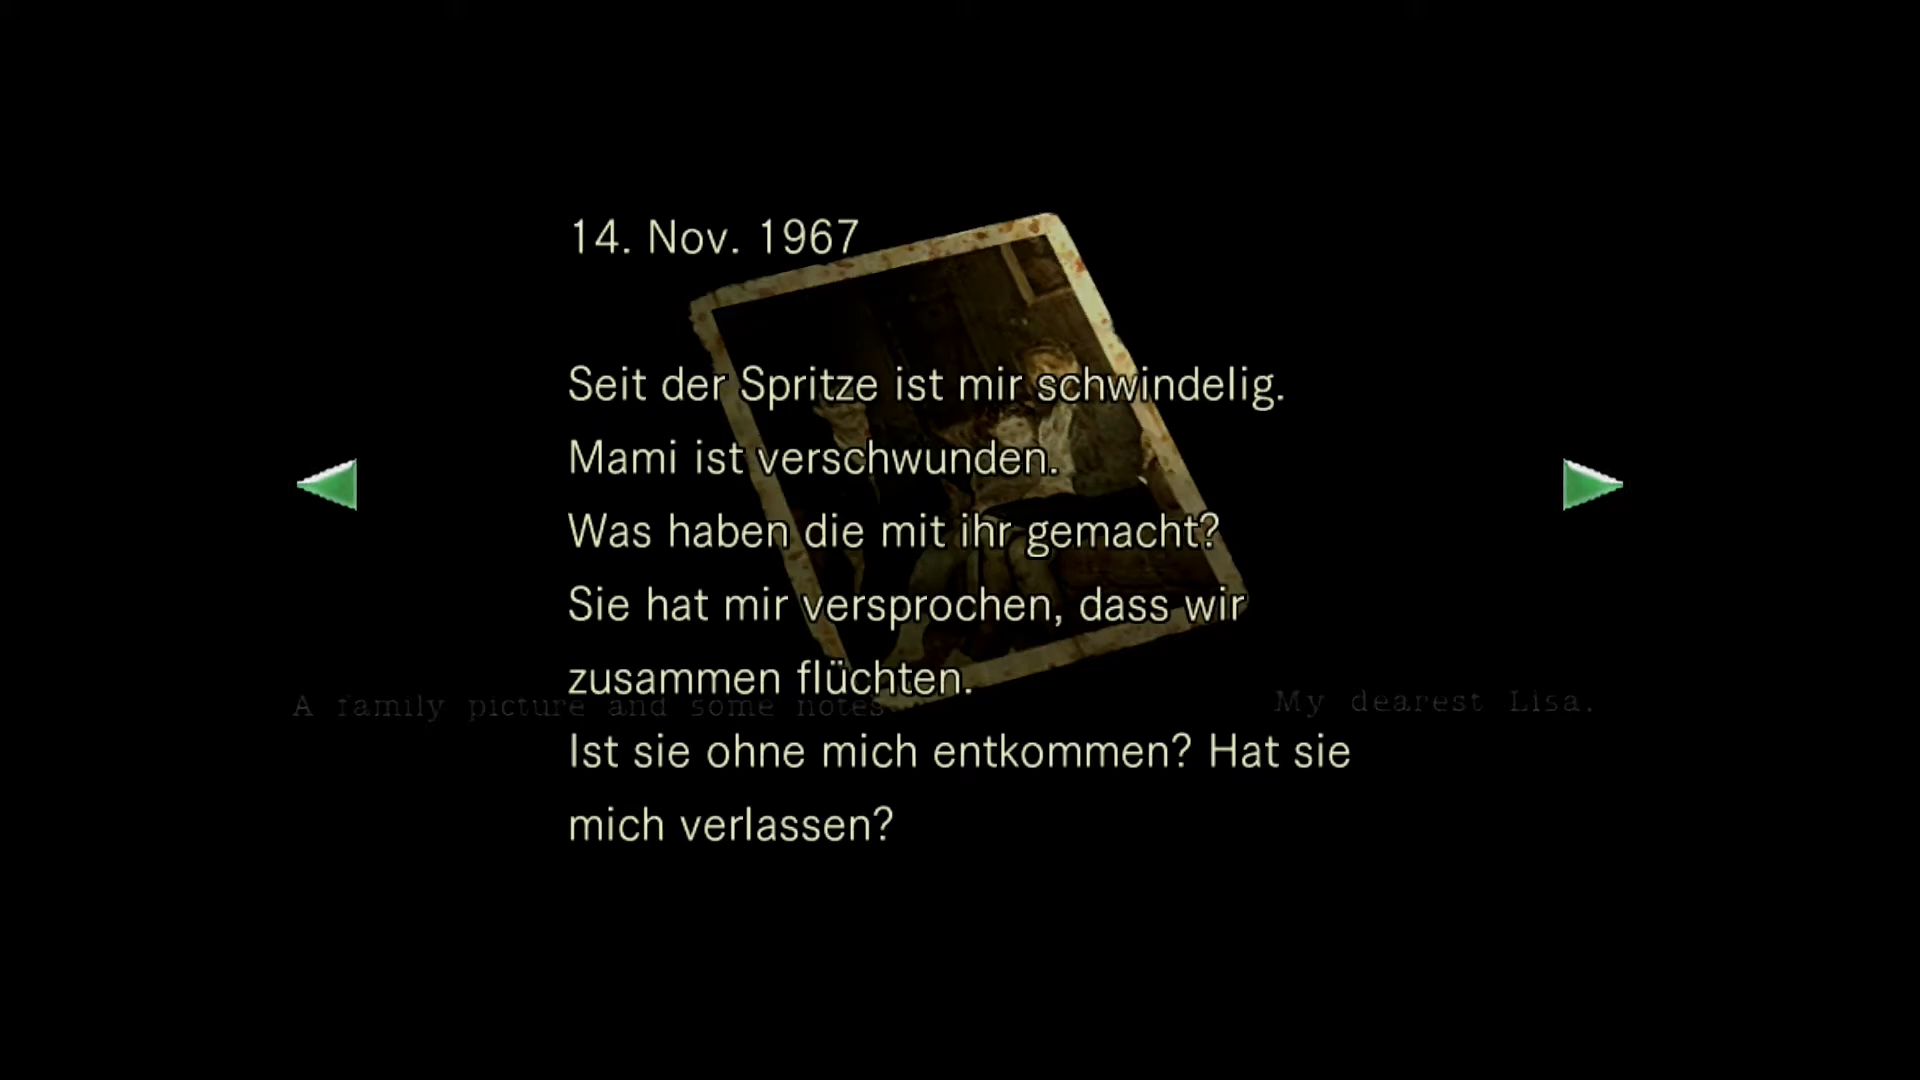 14. Nov. 1967
Seit der Spritze ist mir schwindelig.
Mami ist verschwunden.
Was haben die mit ihr gemacht?
Sie hat mir versprochen, dass wir
zusammen flüchten.
A family picture and some notes
My dearest Lisa.
Ist sie ohne mich entkommen? Hat sie
mich verlassen?